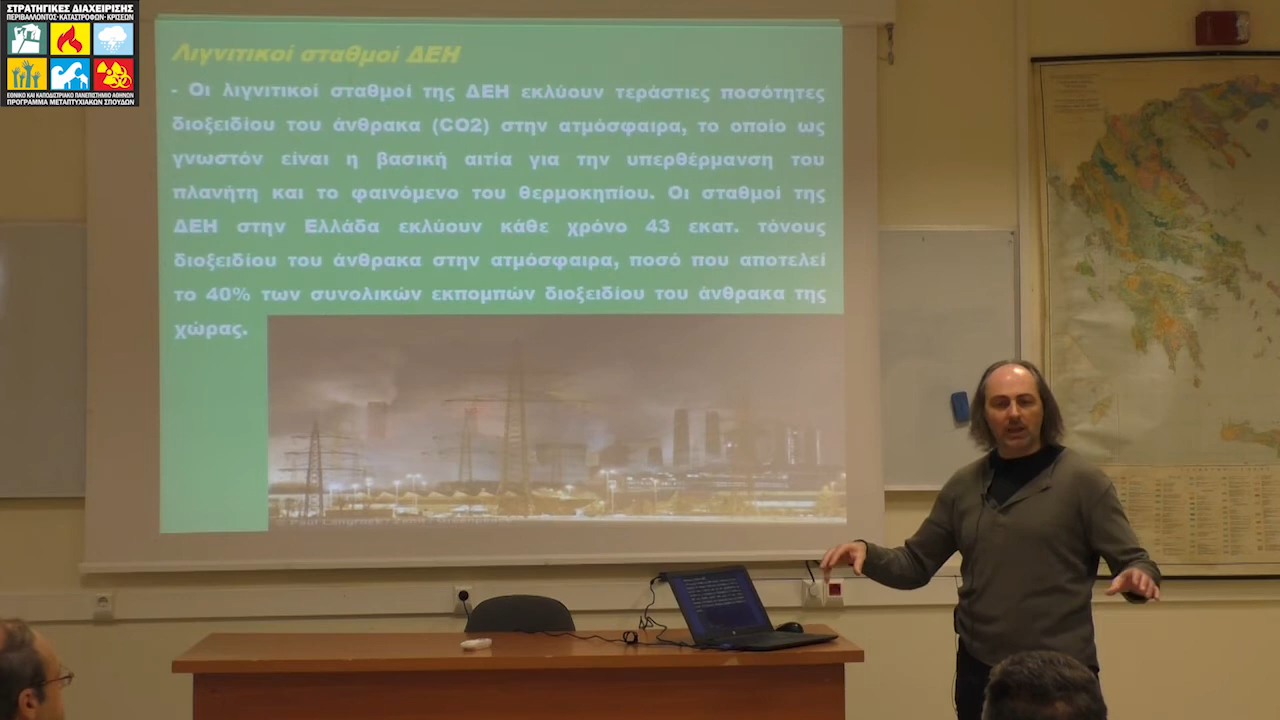 ΣΤΡΑΤΗΓΙΚΕΣ ΔΙΑΧΕΙΡΙΣΗΣ
ΠΕΡΙΒΑΛΛΟΝΤΟΣ·ΚΑΤΑΣΤΡΟΦΩΝ·ΚΡΙΣΕΩΝ
ΕΘΝΙΚΟ ΚΑΙ ΚΑΠΟΔΙΣΤΡΙΑΚΟ ΠΑΝΕΠΙΣΤΗΜΙΟ ΑΘΗΝΩΝ
ΠΡΟΓΡΑΜΜΑ ΜΕΤΑΠΤΥΧΙΑΚΩΝ ΣΠΟΥΔΩΝ
Λιγνιτικοί σταθμοί ΔΕΗ
- Οι λιγνιτικοί σταθμοί της ΔΕΗ εκλύουν τεράστιες ποσότητες
διοξειδίου του άνθρακα (CO2) στην ατμόσφαιρα, το οποίο ως
γνωστόν είναι η βασική αιτία για την υπερθέρμανση του
πλανήτη και το φαινόμενο του θερμοκηπίου. Οι σταθμοί της
ΔΕΗ στην Ελλάδα εκλύουν κάθε χρόνο 43 εκατ. τόνους
διοξειδίου του άνθρακα στην ατμόσφαιρα, ποσό που αποτελεί
το 40% των συνολικών εκπομπών διοξειδίου του άνθρακα της
χώρας.